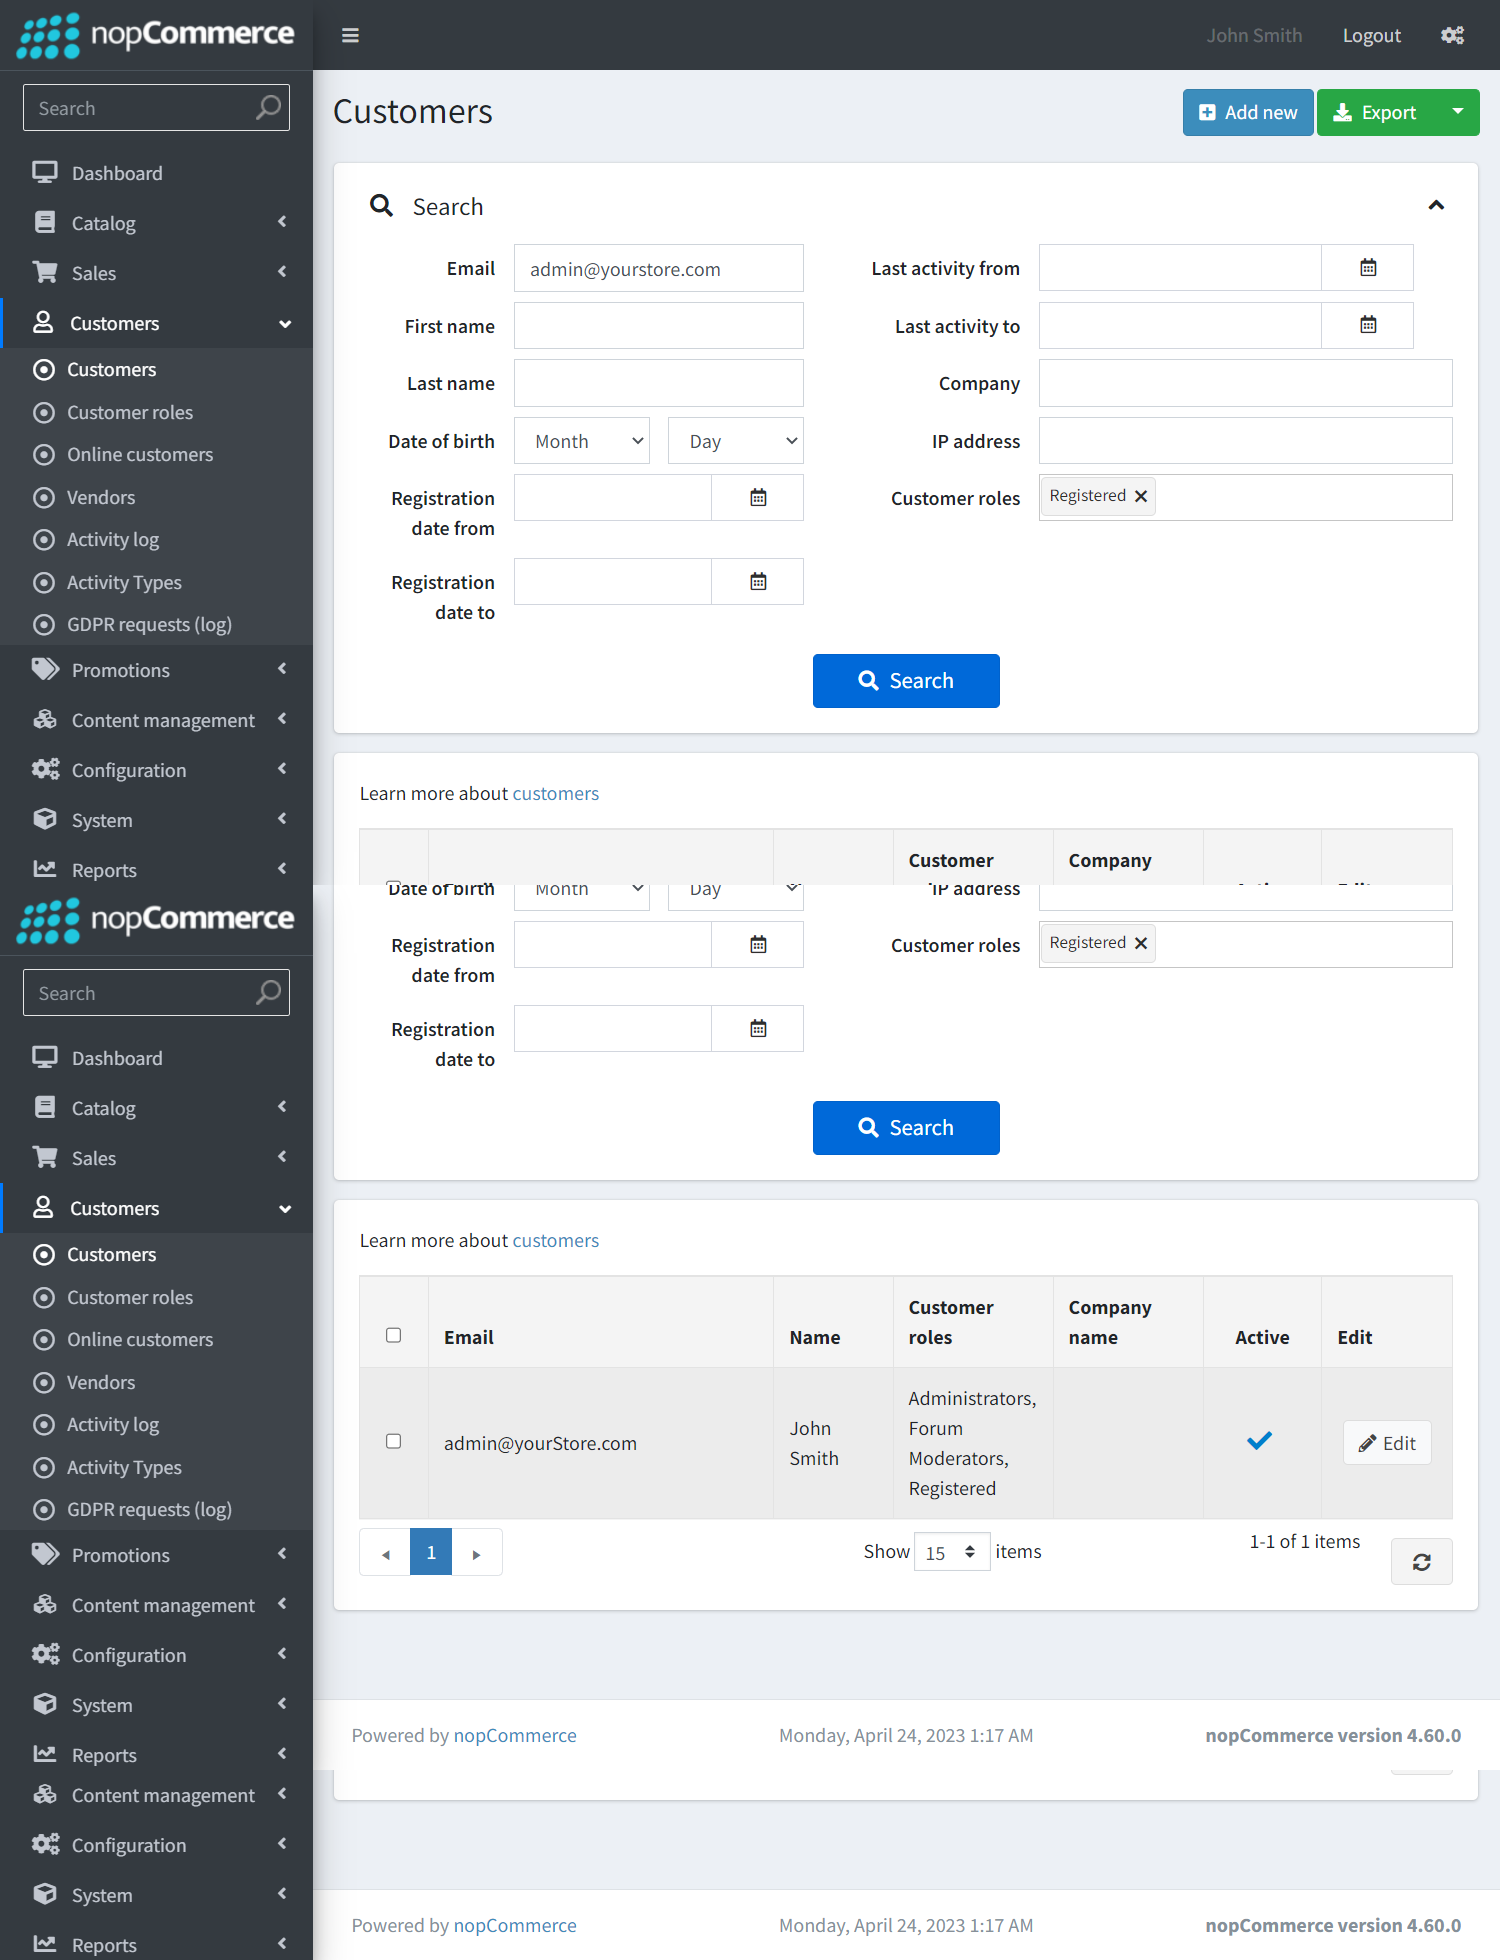 nopCommerce
John Smith
Logout
Search
Dashboard
Catalog
Sales
Customers
Customers
Customer roles
Online customers
Vendors
Activity log
Activity Types
GDPR requests (log)
Promotions
Content management
Configuration
System
Reports
Customers
Add new
Export
Search
Email
admin@yourstore.com
Last activity from
First name
Last activity to
Last name
Company
Date of birth
Month
Day
IP address
Registration
date from
Customer roles
Registered
Registration
date to
Search
Learn more about customers
Customer
Company
nopCommerce
Search
Dashboard
Catalog
Sales
Customers
Customers
Customer roles
Online customers
Vendors
Activity log
Activity Types
GDPR requests (log)
Promotions
Content management
Configuration
System
Reports
Content management
Configuration
System
Reports
Date of birth
Month
Day
IP address
Registration
date from
Customer roles
Registered
Registration
date to
Search
Learn more about customers
Email
Name
Customer
roles
Company
name
Active
Edit
admin@yourStore.com
John
Smith
Administrators,
Forum
Moderators,
Registered
Edit
1
Show 15 items
1-1 of 1 items
Powered by nopCommerce
Monday, April 24, 2023 1:17 AM
nopCommerce version 4.60.0
Powered by nopCommerce
Monday, April 24, 2023 1:17 AM
nopCommerce version 4.60.0